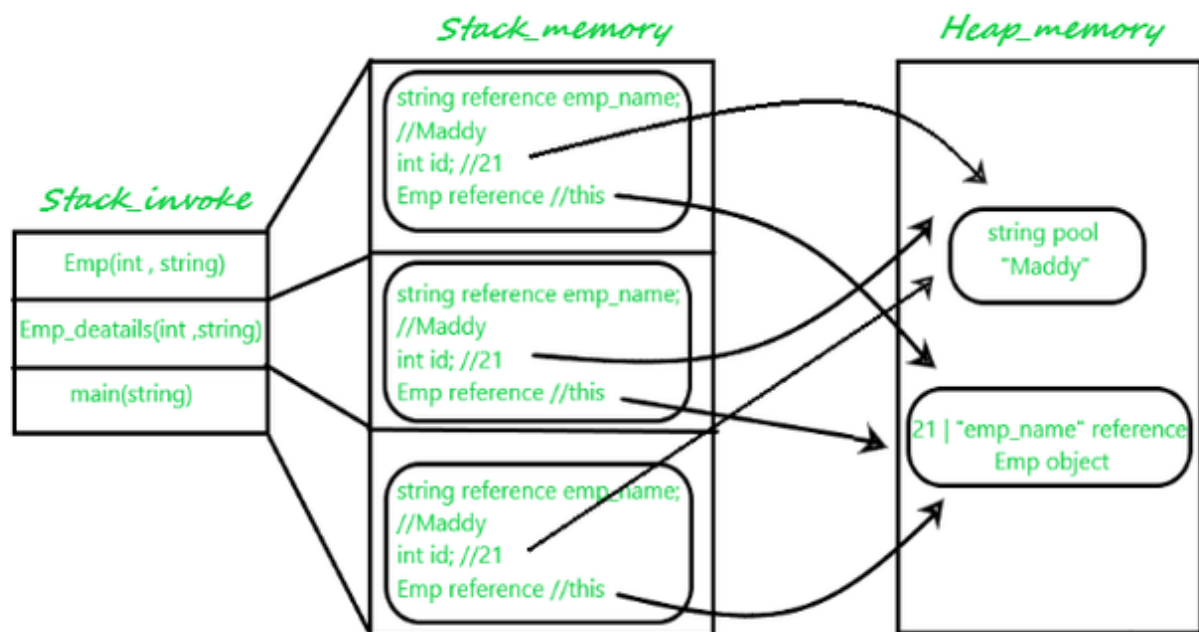 Stack_memory
Heap_memory
Stack_invoke
Emp(int , string)
Emp_deatails(int ,string)
main(string)
string reference emp_name;
//Maddy
int id; //21
Emp reference //this
string reference emp_name;
//Maddy
int id; //21
Emp reference //this
string reference emp_name;
//Maddy
int id; //21
Emp reference //this
string pool
"Maddy"
21 | "emp_name" reference
Emp object